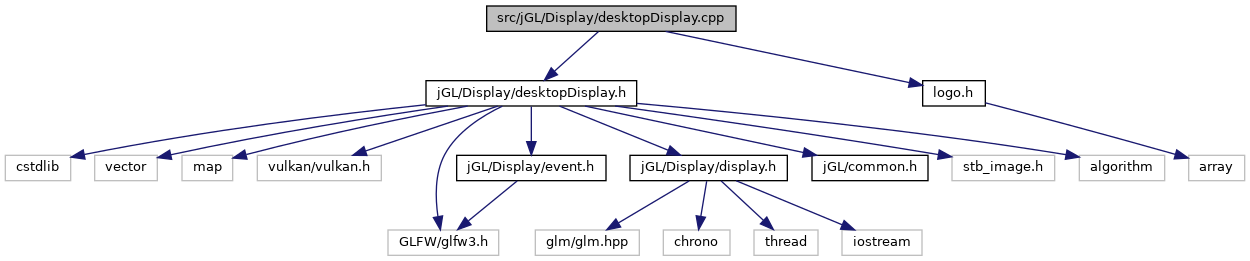 src/jGL/Display/desktopDisplay.cpp
jGL/Display/desktopDisplay.h
logo.h
cstdlib
vector
map
vulkan/vulkan.h
jGL/Display/event.h
jGL/Display/display.h
jGL/common.h
stb_image.h
algorithm
array
GLFW/glfw3.h
glm/glm.hpp
chrono
thread
iostream